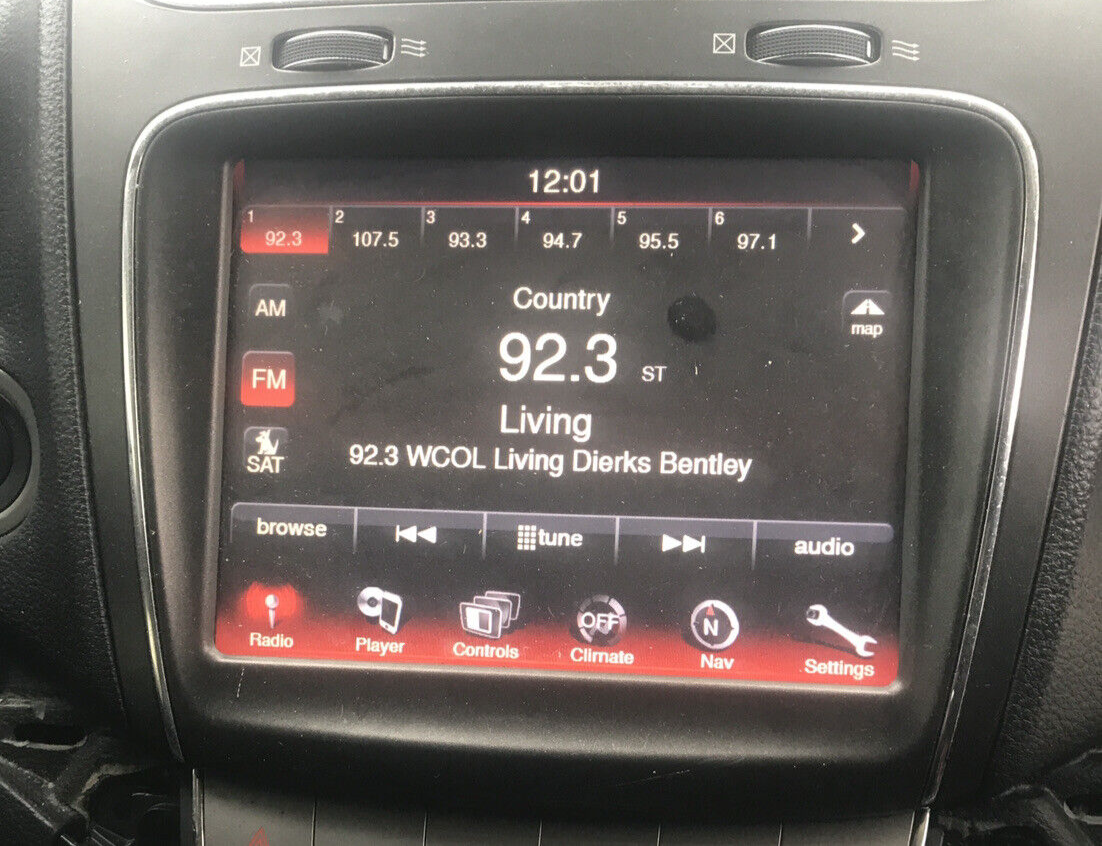 12:01
1 2 3 4 5 6
92.3 107.5 93.3 94.7 95.5 97.1
Country
AM
map
92.3 ST
FM
Living
SAT
92.3 WCOL Living Dierks Bentley
browse tune audio
OFF N
Radio Player Controls Climate Nav Settings